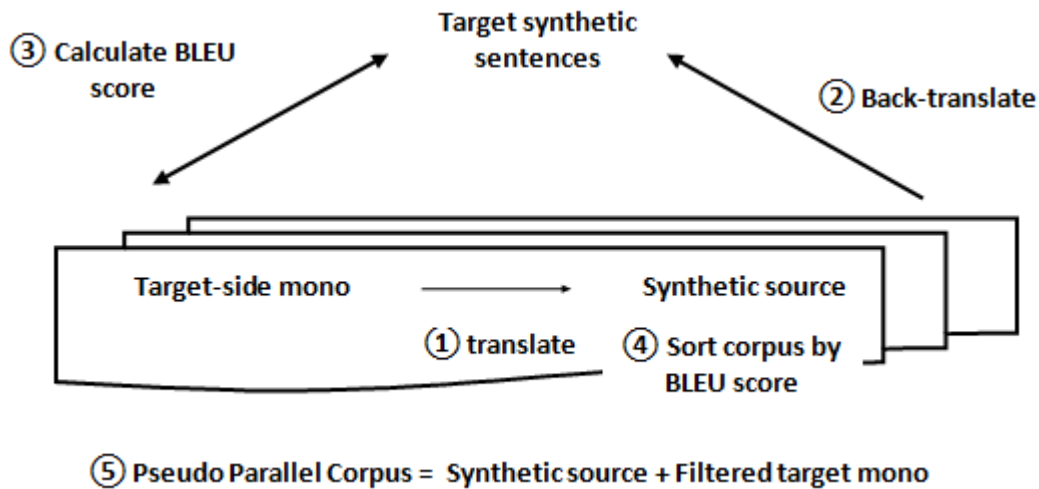 Target synthetic
sentences
③ Calculate BLEU
score
② Back-translate
Target-side mono
Synthetic source
① translate
④ Sort corpus by
BLEU score
⑤ Pseudo Parallel Corpus = Synthetic source + Filtered target mono